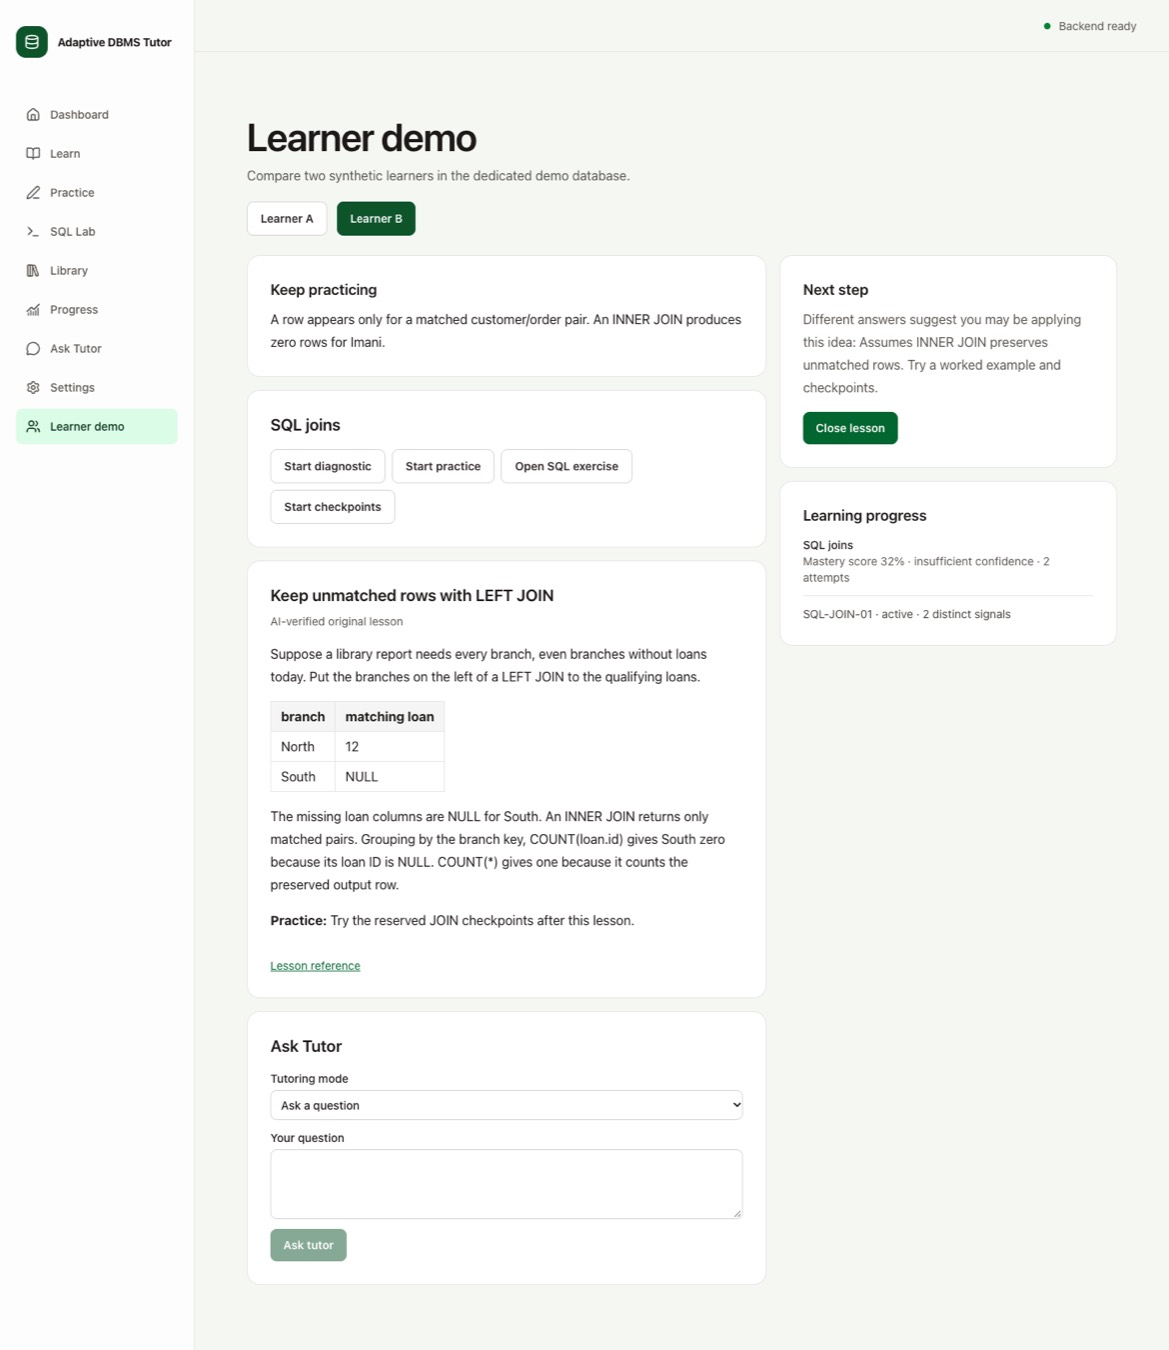 Adaptive DBMS Tutor
Backend ready
Dashboard
Learn
Practice
SQL Lab
Library
Progress
Ask Tutor
Settings
Learner demo
Learner demo
Compare two synthetic learners in the dedicated demo database.
Learner A
Learner B
Keep practicing
A row appears only for a matched customer/order pair. An INNER JOIN produces
zero rows for Imani.
SQL joins
Start diagnostic
Start practice
Open SQL exercise
Start checkpoints
Keep unmatched rows with LEFT JOIN
AI-verified original lesson
Suppose a library report needs every branch, even branches without loans
today. Put the branches on the left of a LEFT JOIN to the qualifying loans.
branch matching loan
North 12
South NULL
The missing loan columns are NULL for South. An INNER JOIN returns only
matched pairs. Grouping by the branch key, COUNT(loan.id) gives South zero
because its loan ID is NULL. COUNT(*) gives one because it counts the
preserved output row.
Practice: Try the reserved JOIN checkpoints after this lesson.
Lesson reference
Ask Tutor
Tutoring mode
Ask a question
Your question
Ask tutor
Next step
Different answers suggest you may be applying
this idea: Assumes INNER JOIN preserves
unmatched rows. Try a worked example and
checkpoints.
Close lesson
Learning progress
SQL joins
Mastery score 32% · insufficient confidence · 2
attempts
SQL-JOIN-01 · active · 2 distinct signals